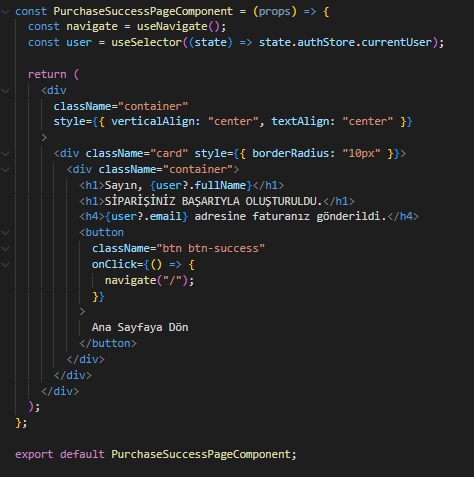 const PurchaseSuccessPageComponent = (props) => {
  const navigate = useNavigate();
  const user = useSelector((state) => state.authStore.currentUser);

  return (
    <div
      className="container"
      style={{ verticalAlign: "center", textAlign: "center" }}
    >
      <div className="card" style={{ borderRadius: "10px" }}>
        <div className="container">
          <h1>Sayın, {user?.fullName}</h1>
          <h1>SİPARİŞİNİZ BAŞARIYLA OLUŞTURULDU.</h1>
          <h4>{user?.email} adresine faturanız gönderildi.</h4>
          <button
            className="btn btn-success"
            onClick={() => {
              navigate("/");
            }}
          >
            Ana Sayfaya Dön
          </button>
        </div>
      </div>
    </div>
  );
};

export default PurchaseSuccessPageComponent;